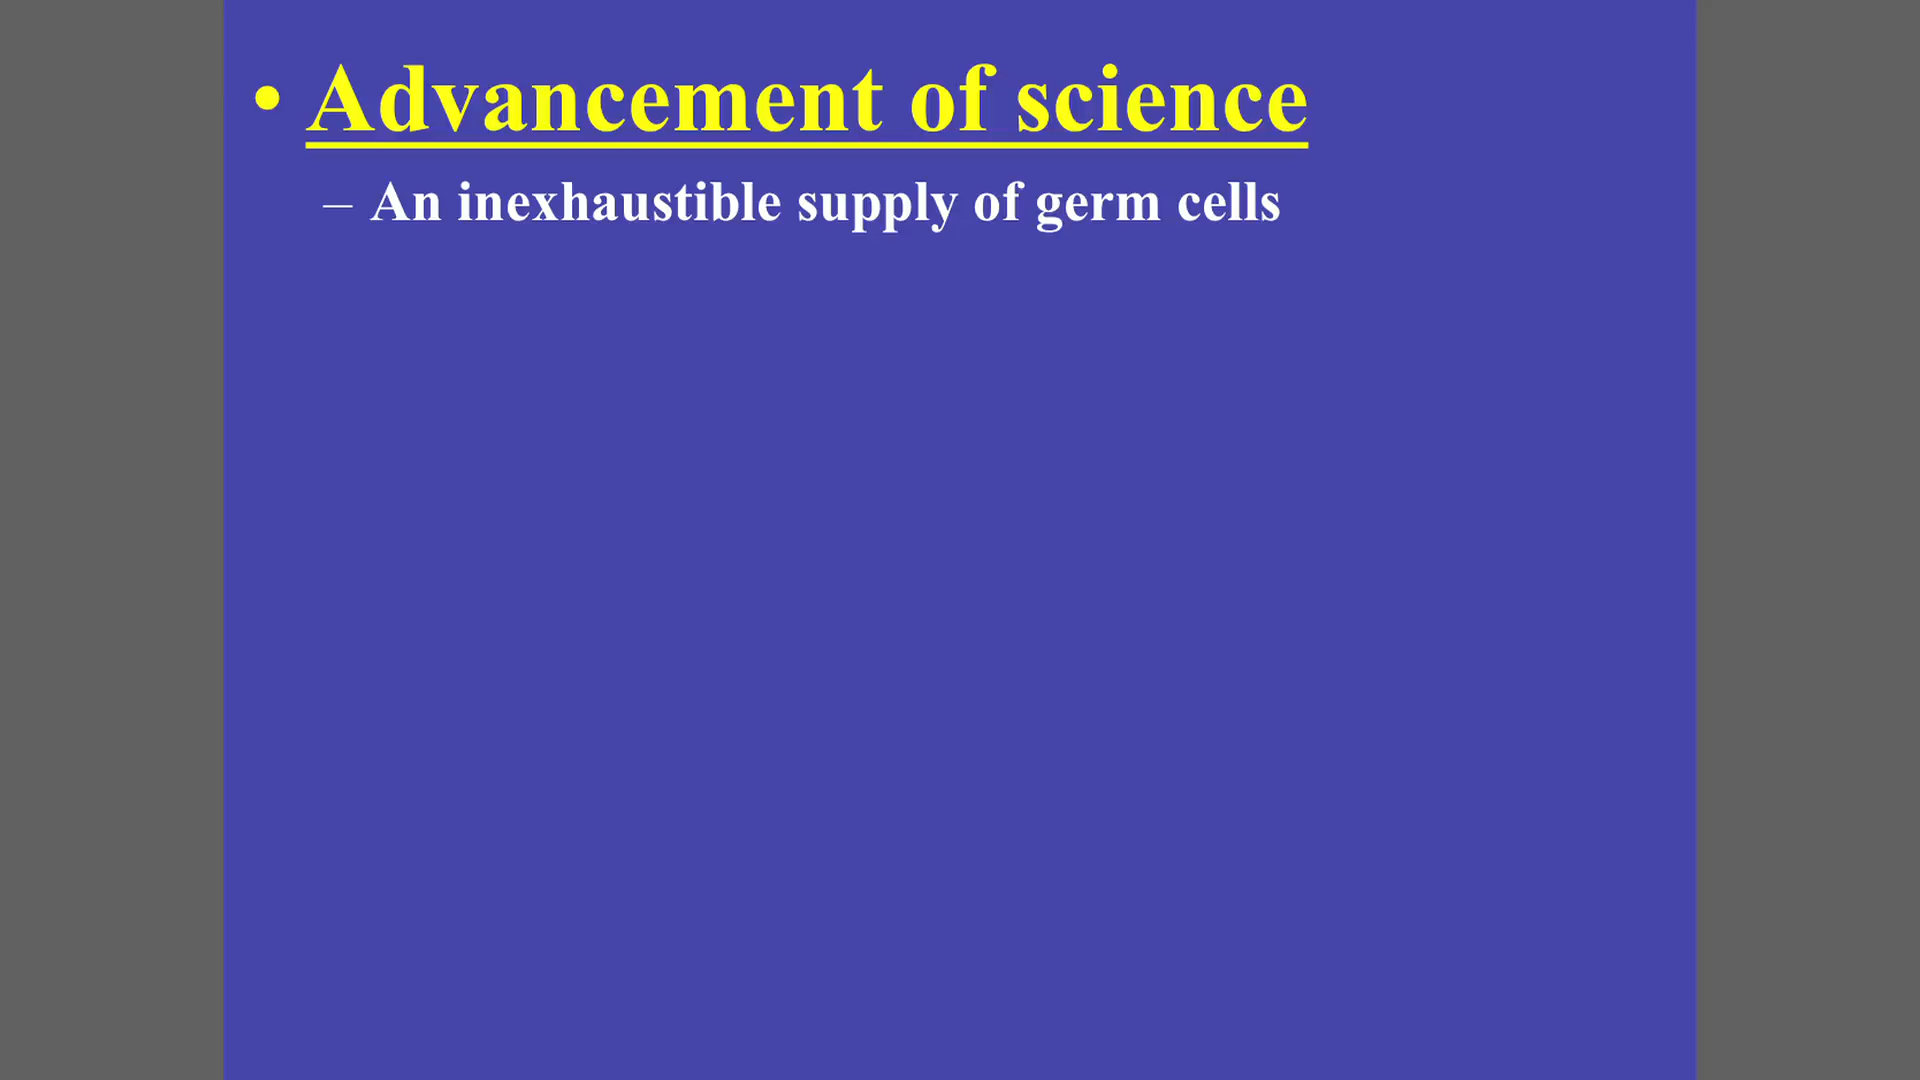 • Advancement of science
– An inexhaustible supply of germ cells